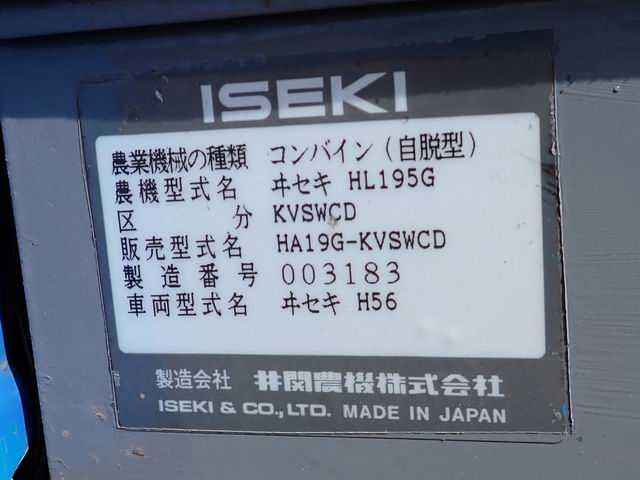 ISEKI
農業機械の種類 コンバイン(自脱型)
農機型式名 ヰセキ HL195G
区分 KVSWCD
販売型式名 HA19G-KVSWCD
製造番号 003183
車両型式名 ヰセキ H56
製造会社 井関農機株式会社
ISEKI & CO., LTD. MADE IN JAPAN